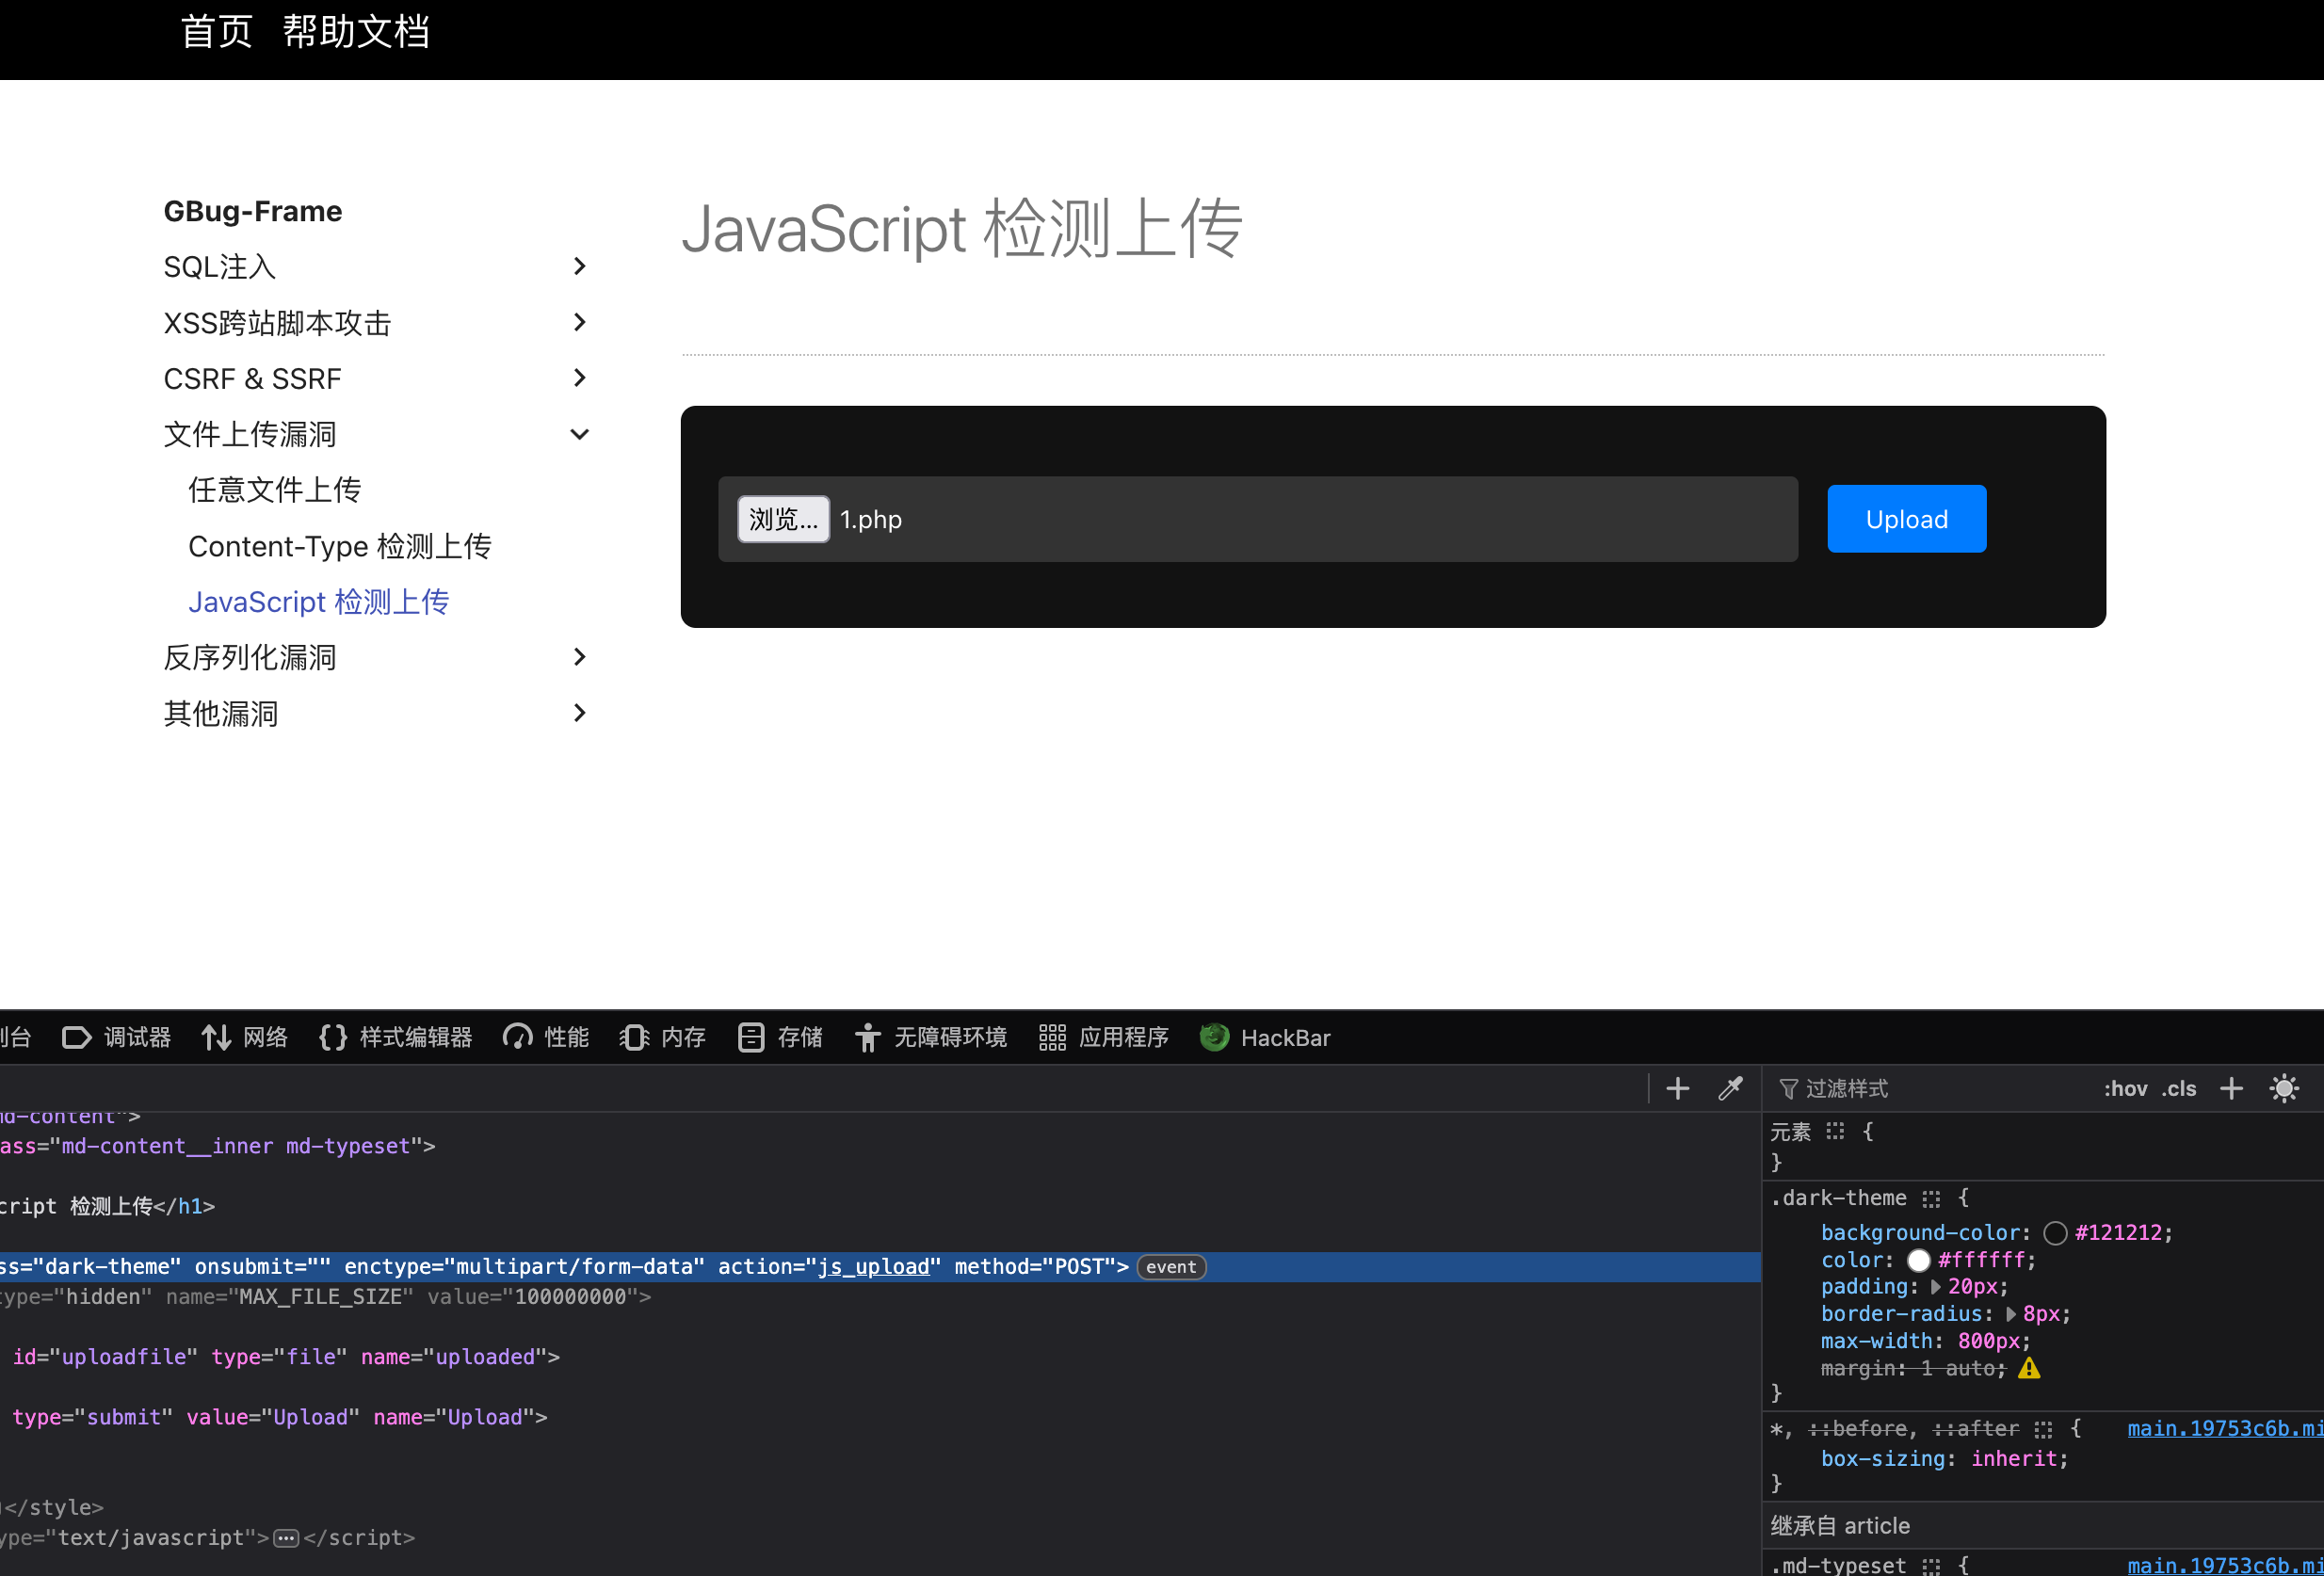 首页 帮助文档
GBug-Frame
SQL注入
XSS跨站脚本攻击
CSRF & SSRF
文件上传漏洞
任意文件上传
Content-Type 检测上传
JavaScript 检测上传
反序列化漏洞
其他漏洞
JavaScript 检测上传
浏览... 1.php
Upload
调试器 网络 样式编辑器 性能 内存 存储 无障碍环境 应用程序 HackBar
md-content">
ass="md-content__inner md-typeset">
cript 检测上传</h1>
ss="dark-theme" onsubmit="" enctype="multipart/form-data" action="js_upload" method="POST"> event
type="hidden" name="MAX_FILE_SIZE" value="100000000">
id="uploadfile" type="file" name="uploaded">
type="submit" value="Upload" name="Upload">
</style>
ype="text/javascript">…</script>
过滤样式 :hov .cls
元素 {
}
.dark-theme {
background-color: #121212;
color: #ffffff;
padding: 20px;
border-radius: 8px;
max-width: 800px;
margin: 1 auto;
}
*, ::before, ::after { main.19753c6b.mi
box-sizing: inherit;
}
继承自 article
.md-typeset { main.19753c6b.mi